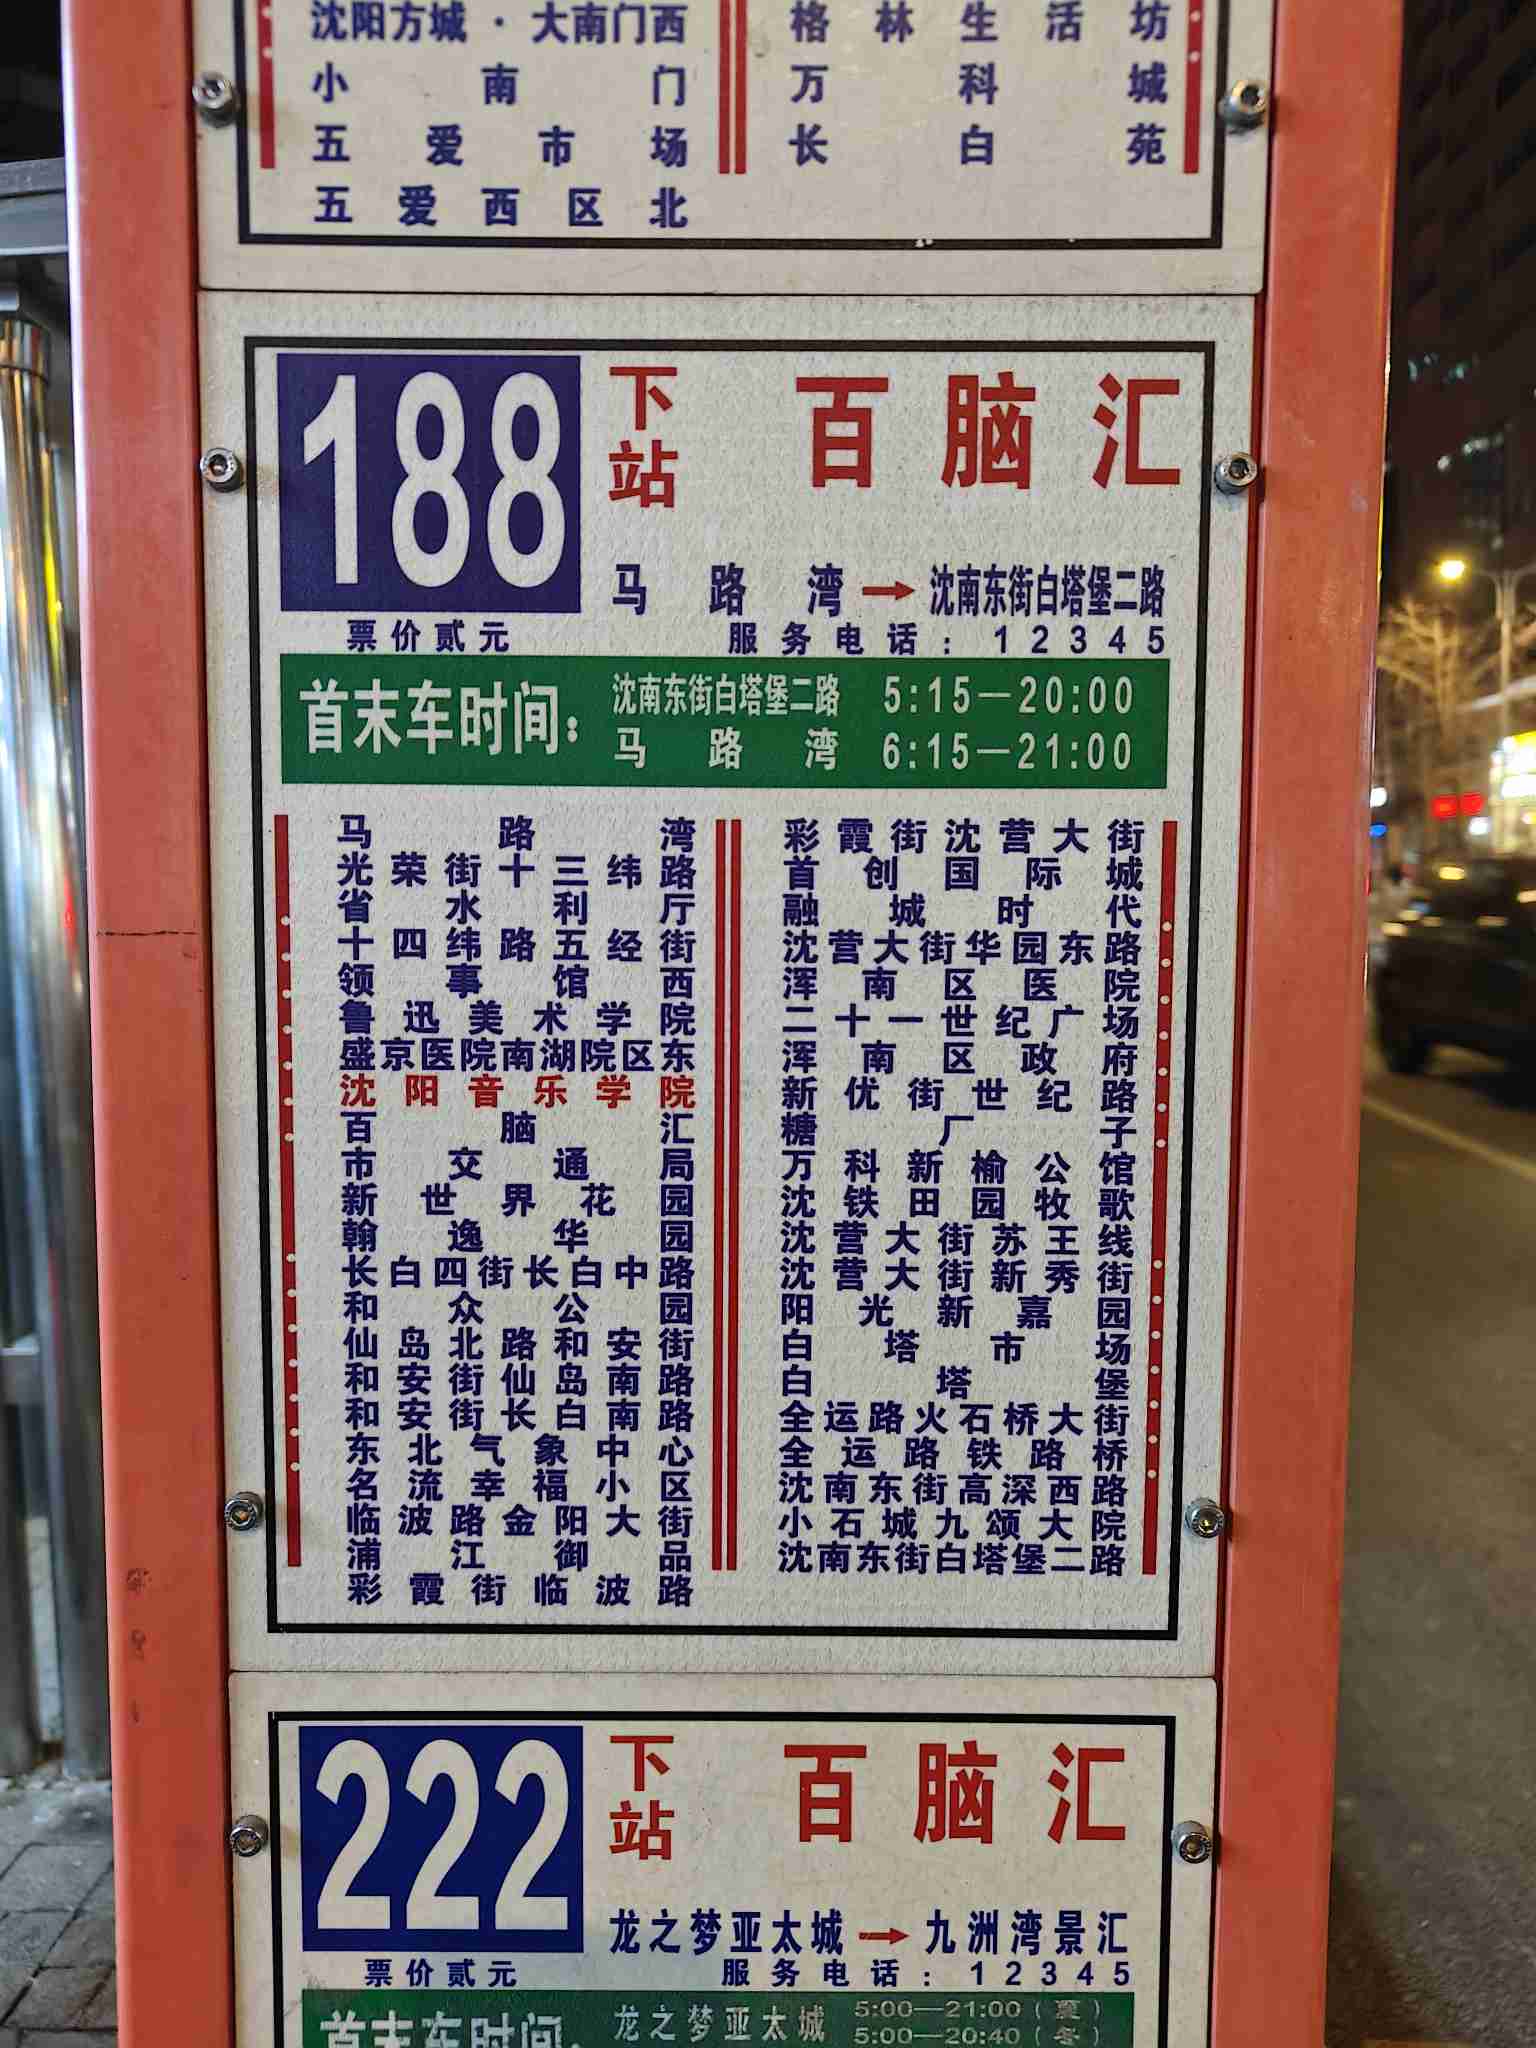 沈阳方城·大南门西
小南门
五爱市场
五爱西区北
格林生活坊
万科城
长白苑
188
下站 百脑汇
马路湾→沈南东街白塔堡二路
票价贰元 服务电话：12345
首末车时间：
沈南东街白塔堡二路 5:15—20:00
马路湾 6:15—21:00
马路湾
光荣街十三纬路
省水利厅
十四纬路五经街
领事馆西
鲁迅美术学院
盛京医院南湖院区东
沈阳音乐学院
百脑汇
市交通局
新世界花园
翰逸华园
长白四街长白中路
和众公园
仙岛北路和安街
和安街仙岛南路
和安街长白南路
东北气象中心
名流幸福小区
临波路金阳大街
浦江御品
彩霞街临波路
彩霞街沈营大街
首创国际城
融城时代
沈营大街华园东路
浑南区医院
二十一世纪广场
浑南区政府
新优街世纪路
糖厂子
万科新榆公馆
沈铁田园牧歌
沈营大街苏王线
沈营大街新秀街
阳光新嘉园
白塔市场
白塔堡
全运路火石桥大街
全运路铁路桥
沈南东街高深西路
小石城九颂大院
沈南东街白塔堡二路
222
下站 百脑汇
龙之梦亚太城→九洲湾景汇
票价贰元 服务电话：12345
首末车时间：
龙之梦亚太城 5:00—21:00（夏）
5:00—20:40（冬）